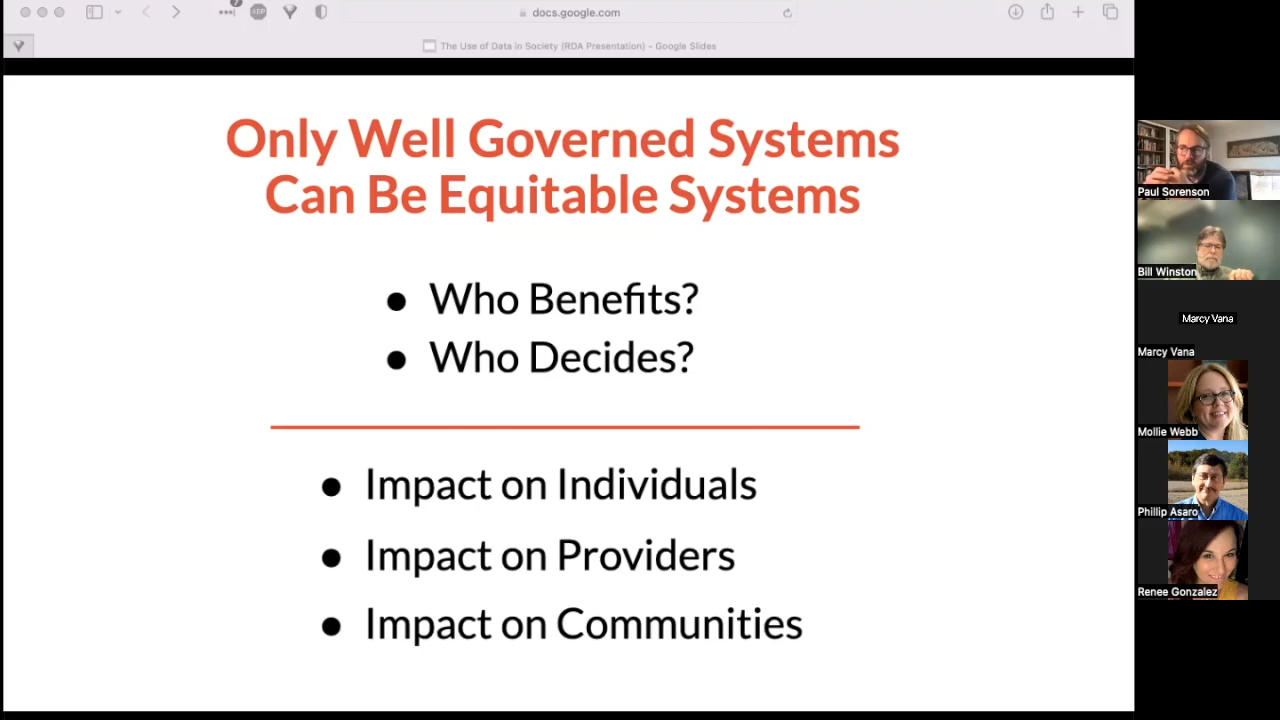 7
ABP
docs.google.com
The Use of Data in Society (RDA Presentation) – Google Slides
Only Well Governed Systems
Can Be Equitable Systems
● Who Benefits?
● Who Decides?
● Impact on Individuals
● Impact on Providers
● Impact on Communities
Paul Sorenson
Bill Winston
Marcy Vana
Marcy Vana
Mollie Webb
Phillip Asaro
Renee Gonzalez